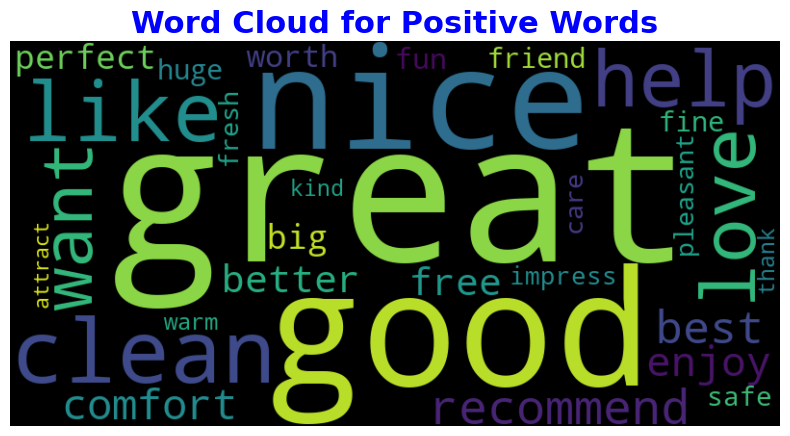 Word Cloud for Positive Words
perfect
huge
worth
fun
friend
help
like
nice
fine
fresh
great
want
love
pleasant
kind
care
big
attract
thank
better
free
impress
good
warm
clean
best
enjoy
comfort
recommend
safe